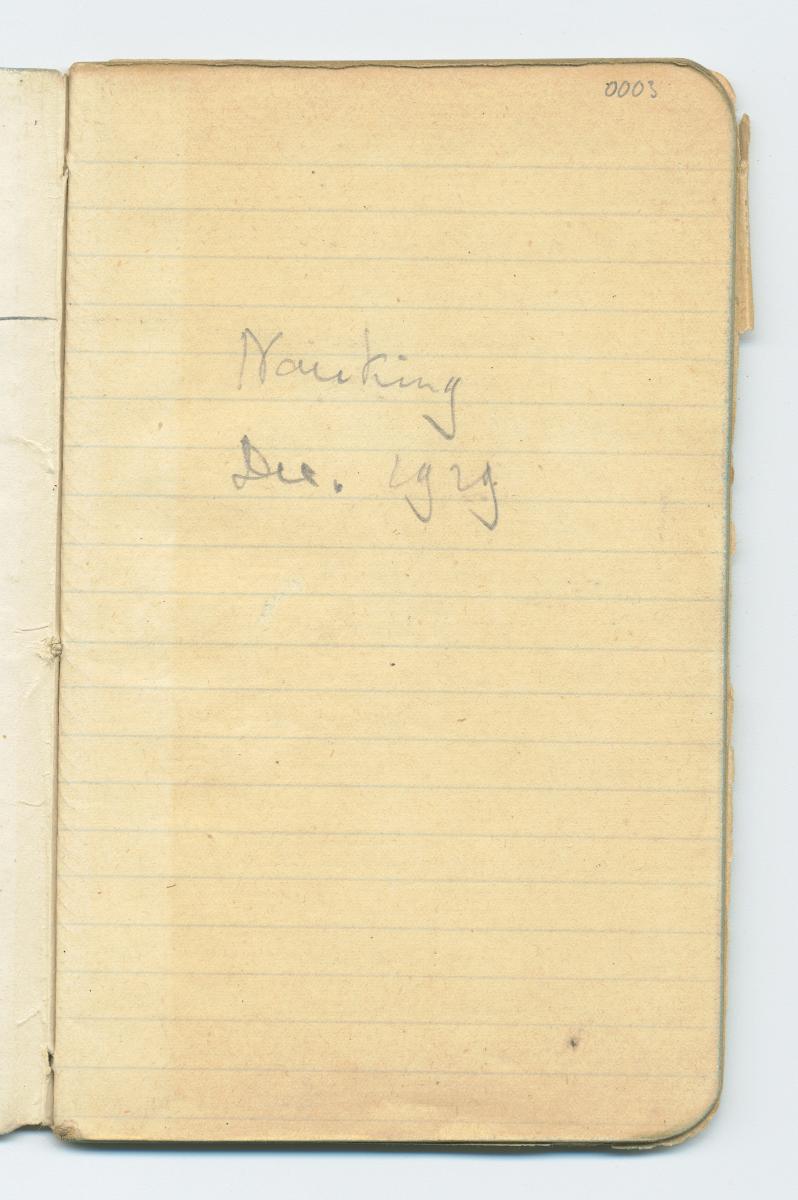 0003
Nanking
Dec. 1929